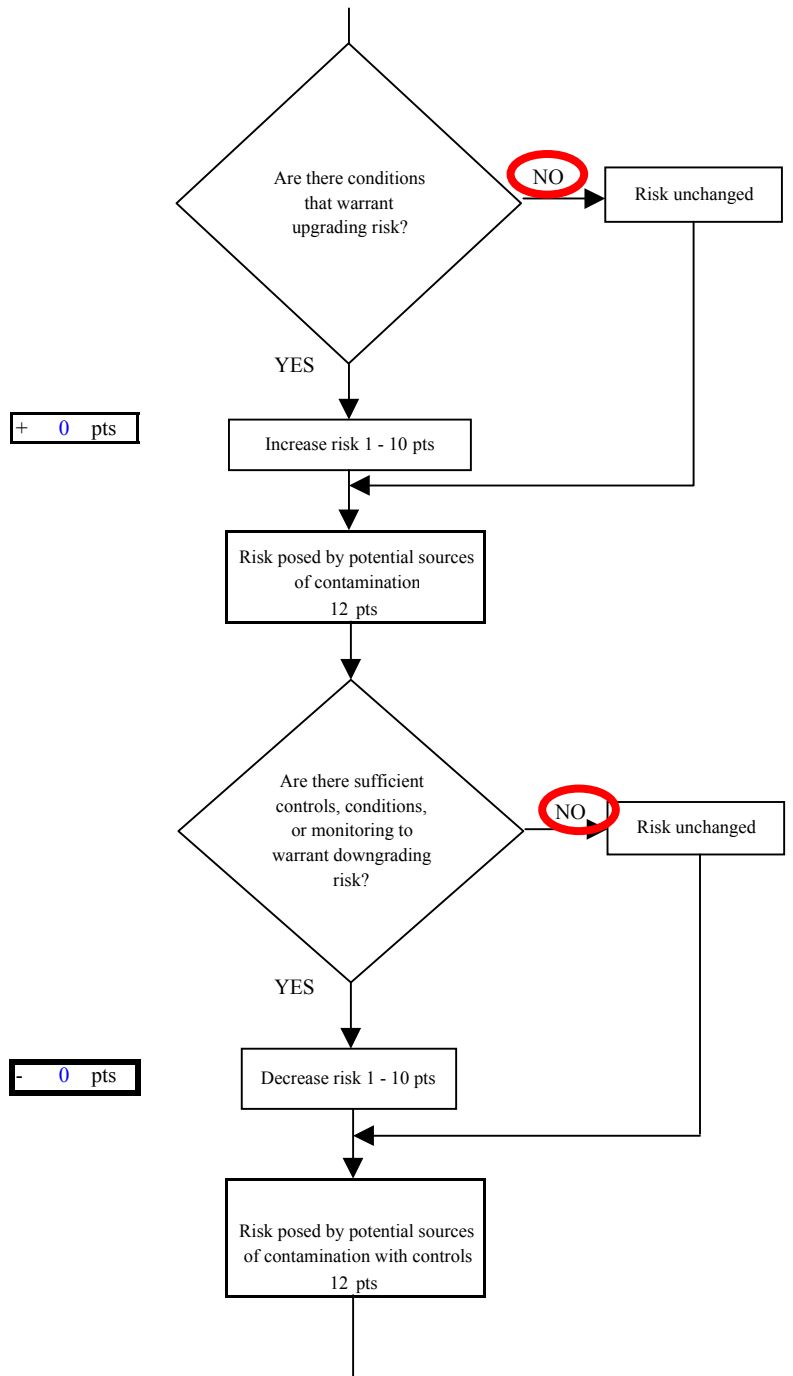 Are there conditions
that warrant
upgrading risk?
NO
Risk unchanged
YES
+ 0 pts
Increase risk 1 - 10 pts
Risk posed by potential sources
of contamination
12 pts
Are there sufficient
controls, conditions,
or monitoring to
warrant downgrading
risk?
NO
Risk unchanged
YES
- 0 pts
Decrease risk 1 - 10 pts
Risk posed by potential sources
of contamination with controls
12 pts